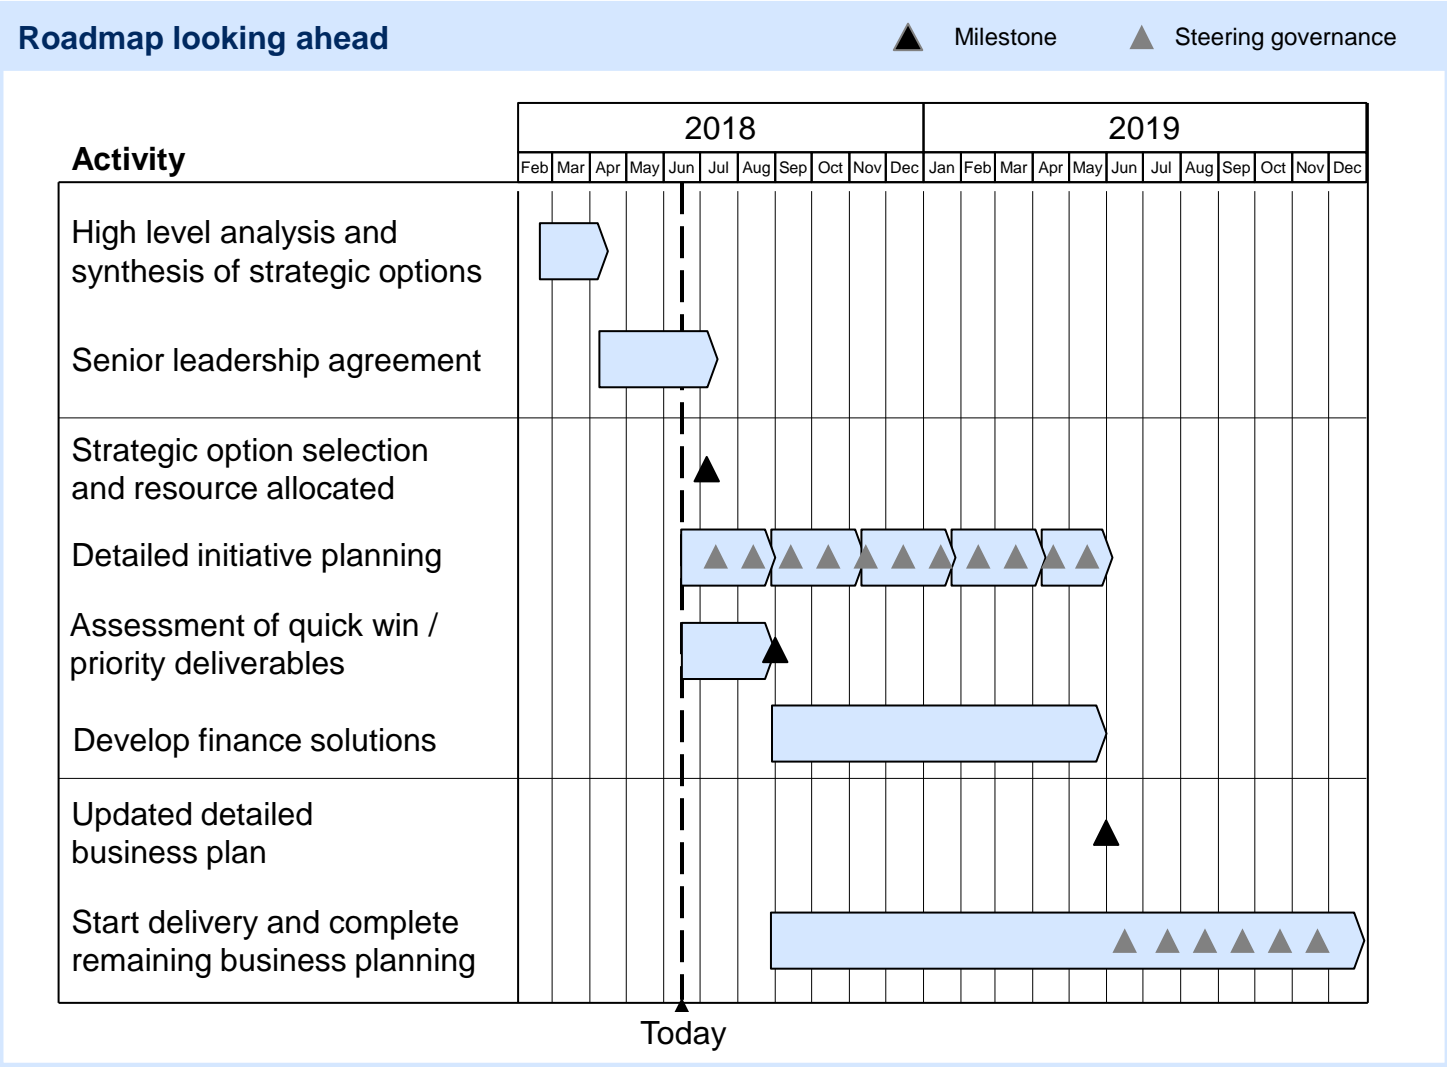 Roadmap looking ahead
Milestone
Steering governance
2018
2019
Activity
Feb Mar Apr May Jun Jul Aug Sep Oct Nov Dec Jan Feb Mar Apr May Jun Jul Aug Sep Oct Nov Dec
High level analysis and
synthesis of strategic options
Senior leadership agreement
Strategic option selection
and resource allocated
Detailed initiative planning
Assessment of quick win /
priority deliverables
Develop finance solutions
Updated detailed
business plan
Start delivery and complete
remaining business planning
Today